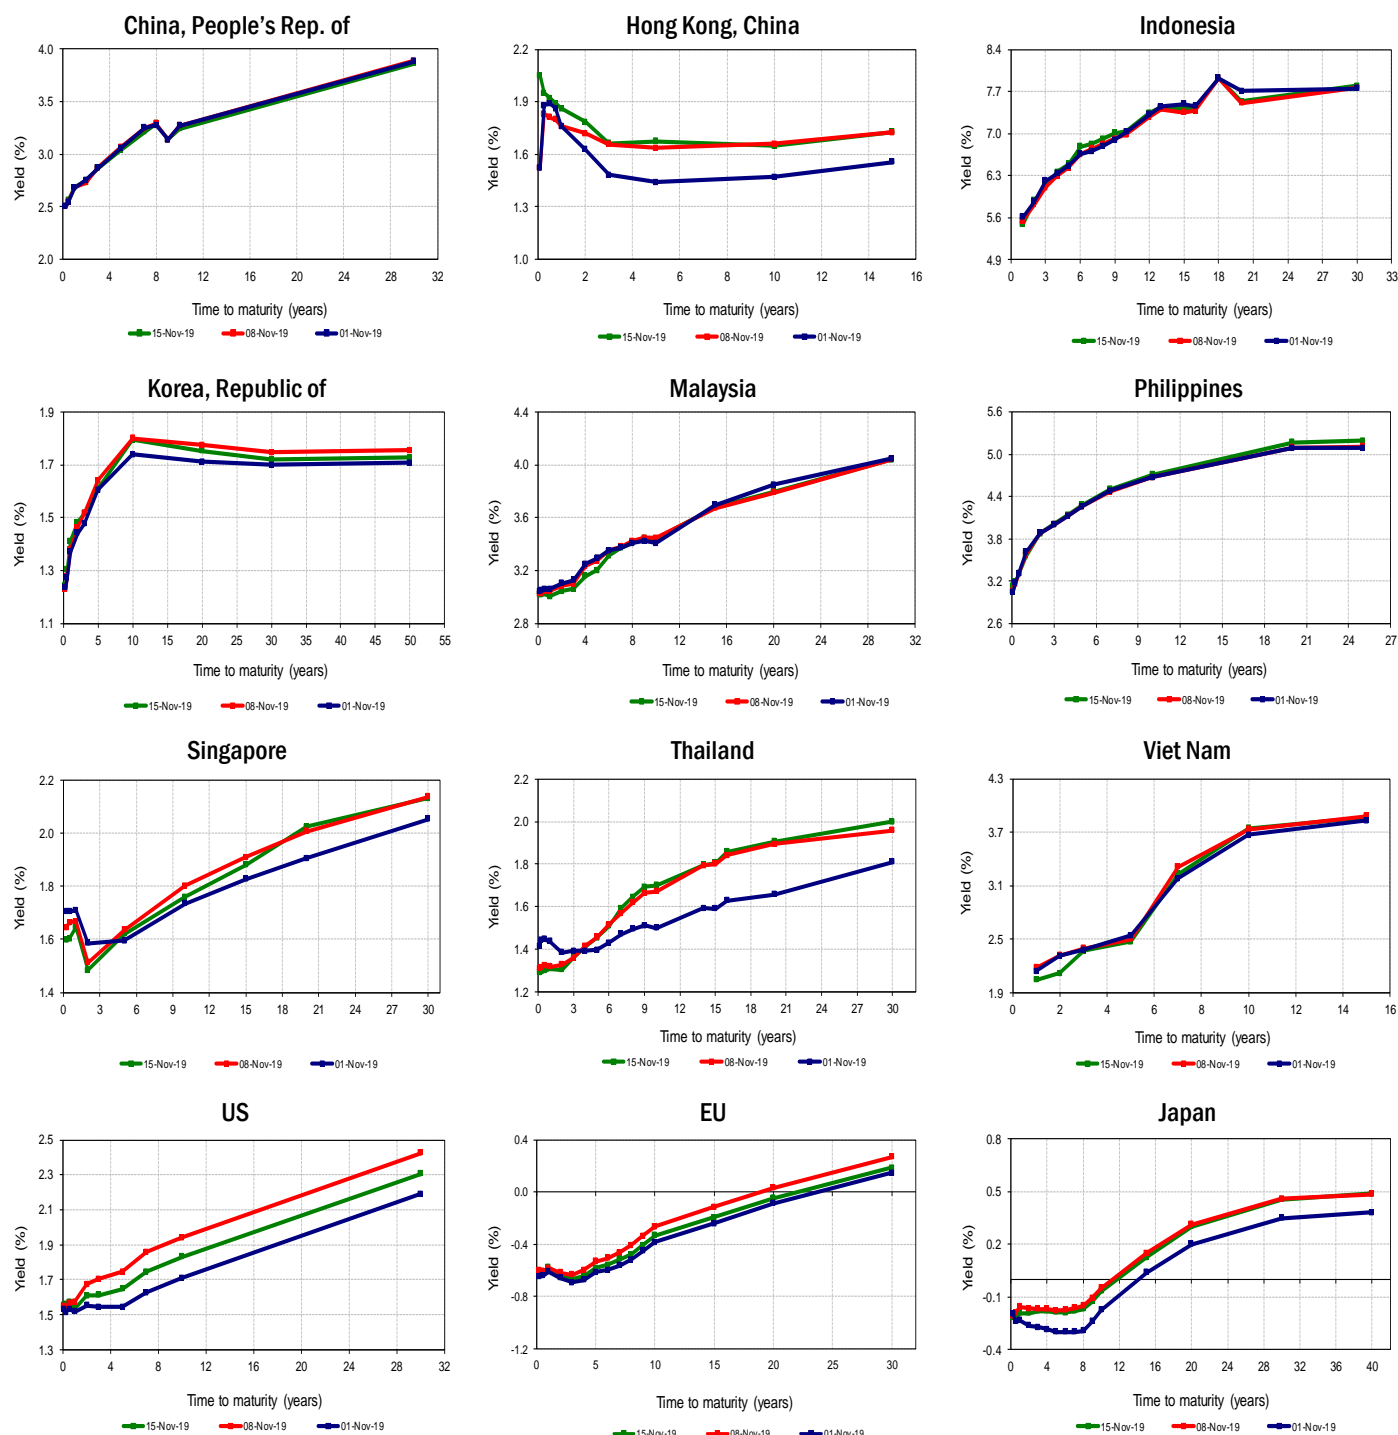 China, People's Rep. of
4.0
3.5
3.0
2.5
2.0
Yield (%)
0 4 8 12 16 20 24 28 32
Time to maturity (years)
15-Nov-19 08-Nov-19 01-Nov-19
Hong Kong, China
2.2
1.9
1.6
1.3
1.0
Yield (%)
0 2 4 6 8 10 12 14 16
Time to maturity (years)
15-Nov-19 08-Nov-19 01-Nov-19
Indonesia
8.4
7.7
7.0
6.3
5.6
4.9
Yield (%)
0 3 6 9 12 15 18 21 24 27 30 33
Time to maturity (years)
15-Nov-19 08-Nov-19 01-Nov-19
Korea, Republic of
1.9
1.7
1.5
1.3
1.1
Yield (%)
0 5 10 15 20 25 30 35 40 45 50 55
Time to maturity (years)
15-Nov-19 08-Nov-19 01-Nov-19
Malaysia
4.4
4.0
3.6
3.2
2.8
Yield (%)
0 4 8 12 16 20 24 28 32
Time to maturity (years)
15-Nov-19 08-Nov-19 01-Nov-19
Philippines
5.6
5.0
4.4
3.8
3.2
2.6
Yield (%)
0 3 6 9 12 15 18 21 24 27
Time to maturity (years)
15-Nov-19 08-Nov-19 01-Nov-19
Singapore
2.2
2.0
1.8
1.6
1.4
Yield (%)
0 3 6 9 12 15 18 21 24 27 30
Time to maturity (years)
15-Nov-19 08-Nov-19 01-Nov-19
Thailand
2.2
2.0
1.8
1.6
1.4
1.2
Yield (%)
0 3 6 9 12 15 18 21 24 27 30
Time to maturity (years)
15-Nov-19 08-Nov-19 01-Nov-19
Viet Nam
4.3
3.7
3.1
2.5
1.9
Yield (%)
0 2 4 6 8 10 12 14 16
Time to maturity (years)
15-Nov-19 08-Nov-19 01-Nov-19
US
2.5
2.3
2.1
1.9
1.7
1.5
1.3
Yield (%)
0 4 8 12 16 20 24 28 32
Time to maturity (years)
15-Nov-19 08-Nov-19 01-Nov-19
EU
0.4
0.0
-0.4
-0.8
-1.2
Yield (%)
0 5 10 15 20 25 30
Time to maturity (years)
15-Nov-19 08-Nov-19 01-Nov-19
Japan
0.8
0.5
0.2
-0.1
-0.4
Yield (%)
0 4 8 12 16 20 24 28 32 36 40
Time to maturity (years)
15-Nov-19 08-Nov-19 01-Nov-19